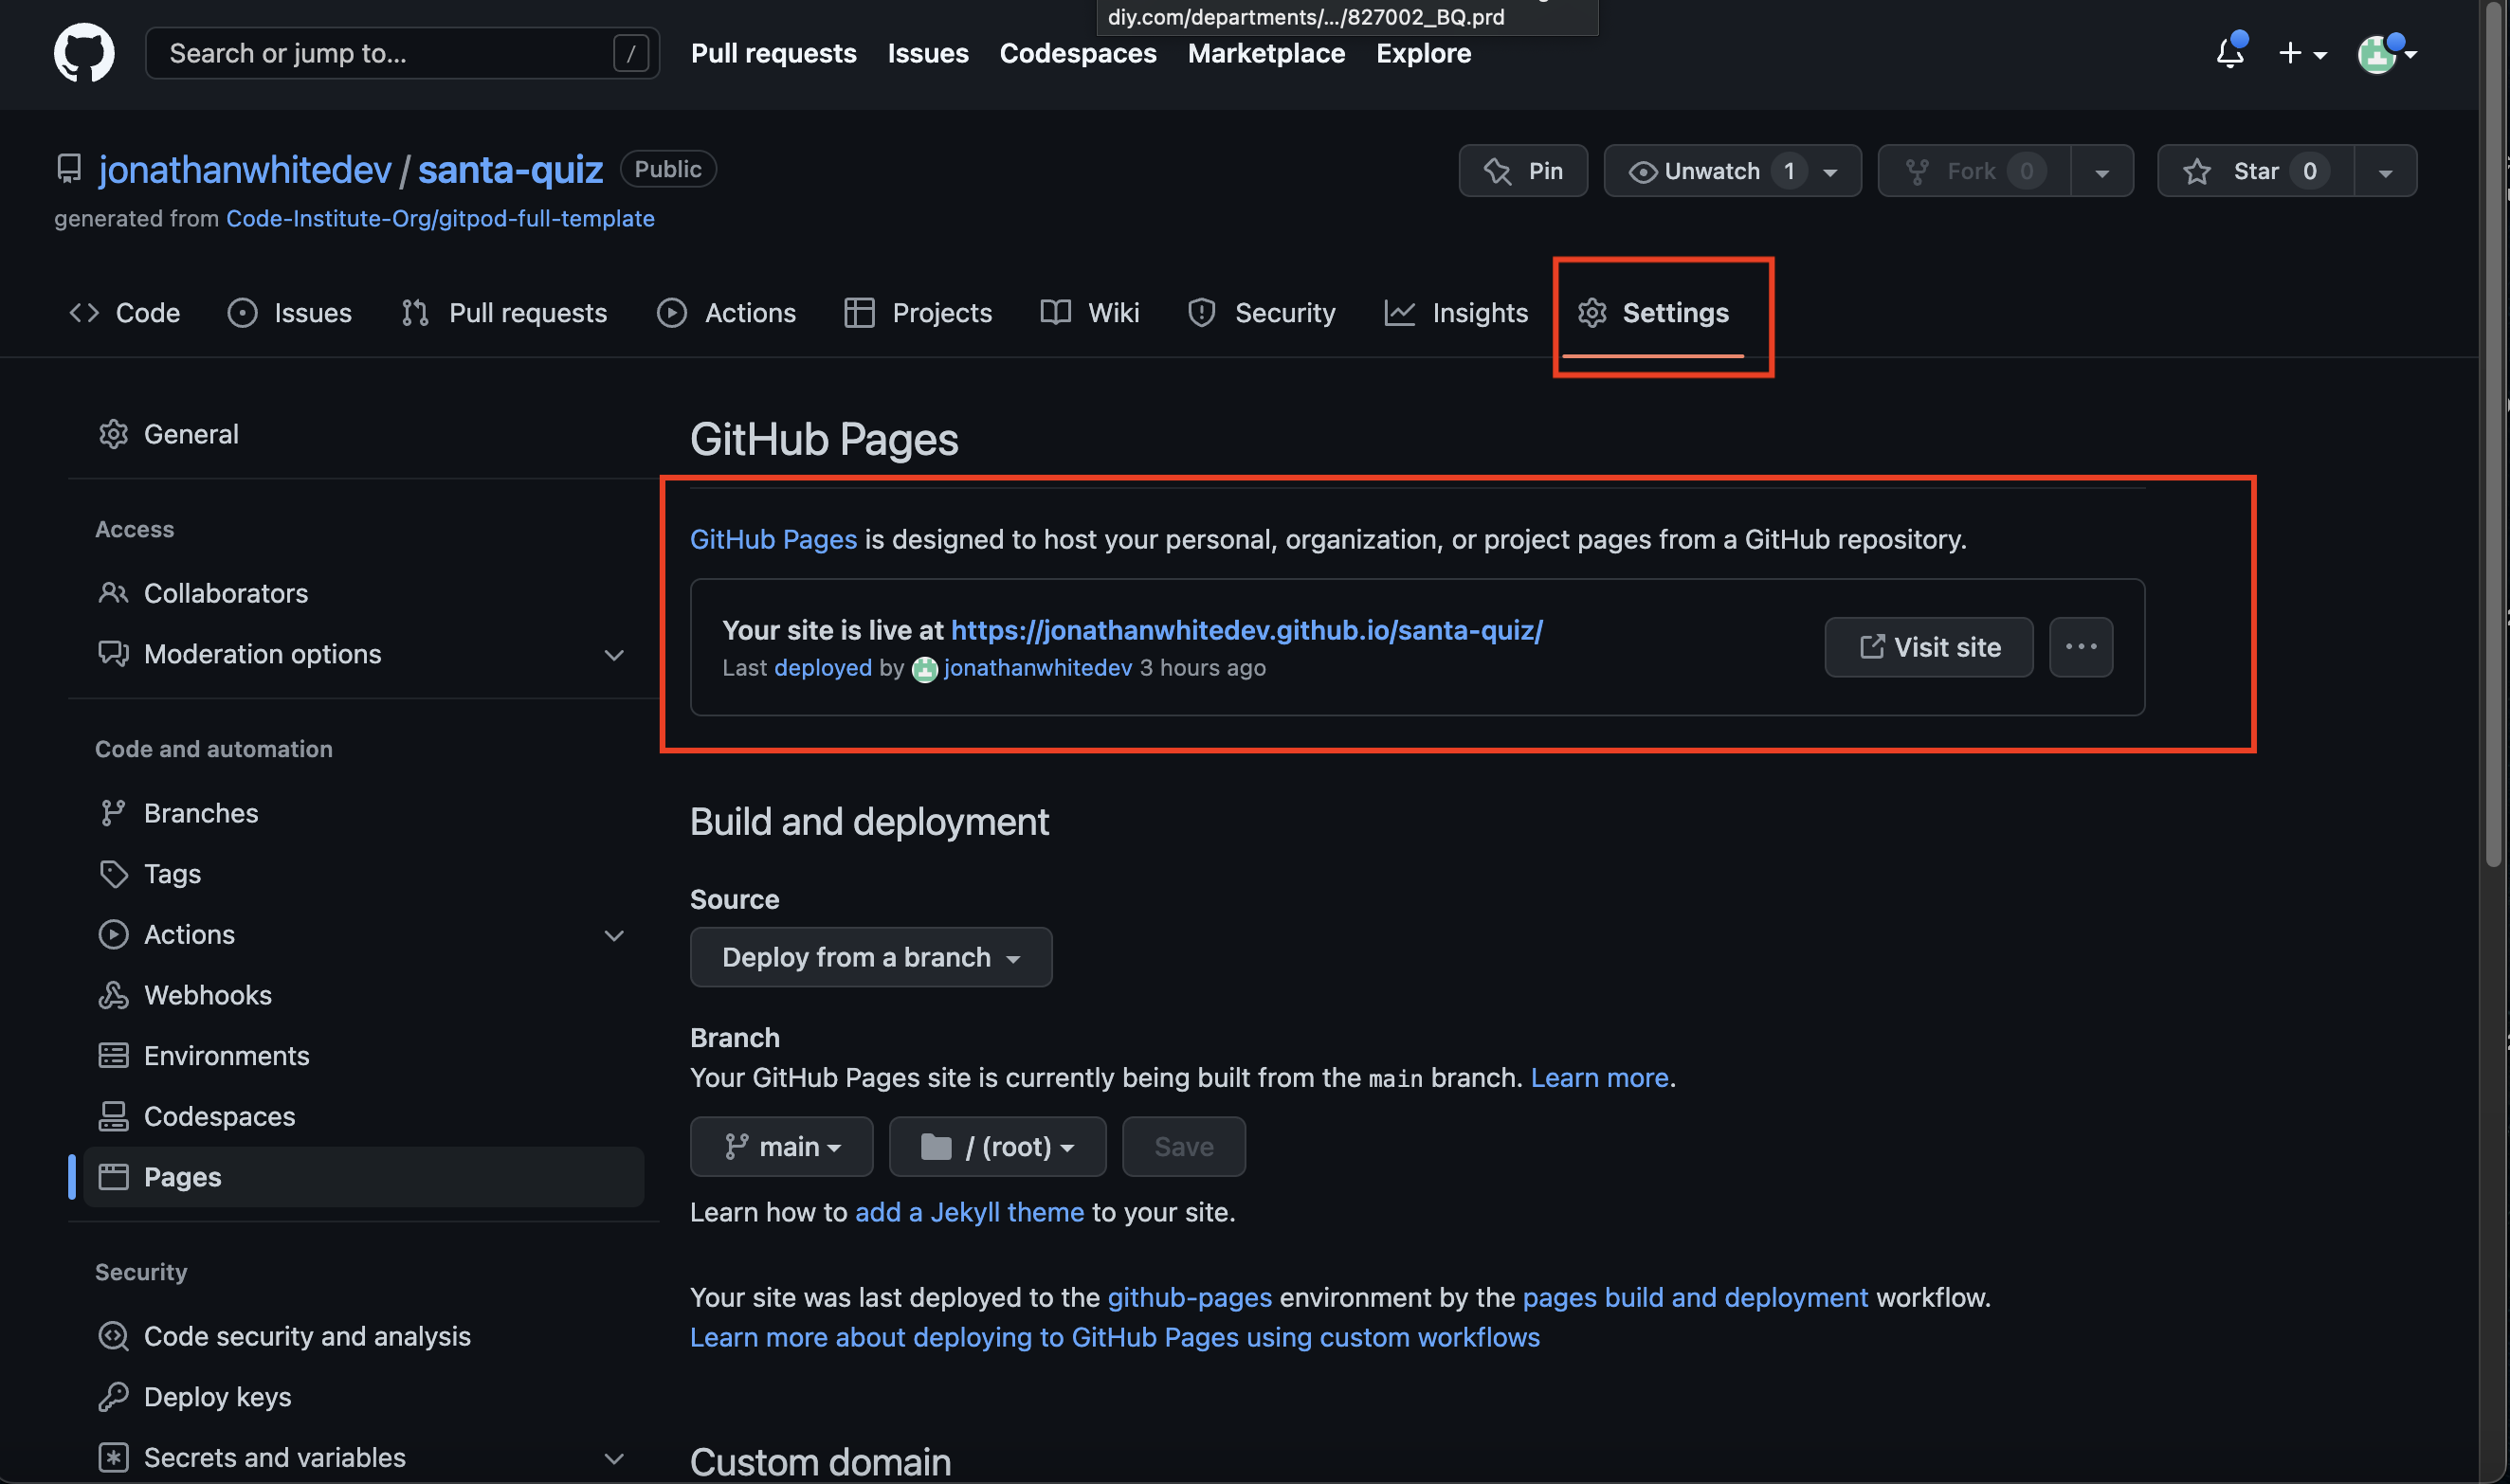 diy.com/departments/.../827002_BQ.prd
Search or jump to... /
Pull requests Issues Codespaces Marketplace Explore
jonathanwhitedev / santa-quiz Public
Pin Unwatch 1 Fork 0 Star 0
generated from Code-Institute-Org/gitpod-full-template
Code Issues Pull requests Actions Projects Wiki Security Insights Settings
General
Access
Collaborators
Moderation options
Code and automation
Branches
Tags
Actions
Webhooks
Environments
Codespaces
Pages
Security
Code security and analysis
Deploy keys
Secrets and variables
GitHub Pages
GitHub Pages is designed to host your personal, organization, or project pages from a GitHub repository.
Your site is live at https://jonathanwhitedev.github.io/santa-quiz/
Last deployed by jonathanwhitedev 3 hours ago
Visit site
Build and deployment
Source
Deploy from a branch
Branch
Your GitHub Pages site is currently being built from the main branch. Learn more.
main / (root) Save
Learn how to add a Jekyll theme to your site.
Your site was last deployed to the github-pages environment by the pages build and deployment workflow.
Learn more about deploying to GitHub Pages using custom workflows
Custom domain